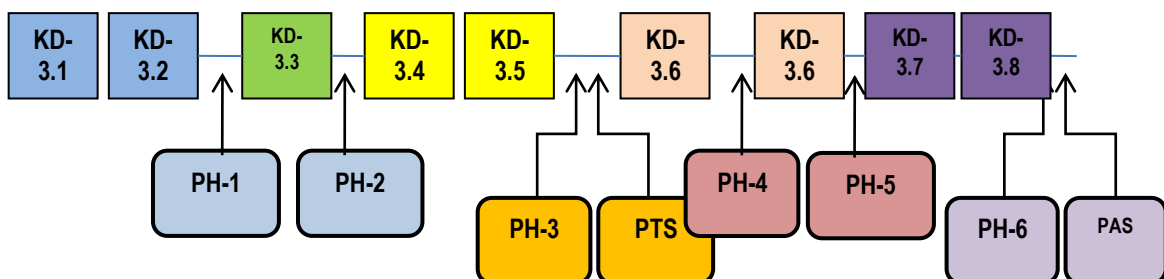 KD-
3.1
KD-
3.2
KD-
3.3
KD-
3.4
KD-
3.5
KD-
3.6
KD-
3.6
KD-
3.7
KD-
3.8
PH-1
PH-2
PH-3
PTS
PH-4
PH-5
PH-6
PAS